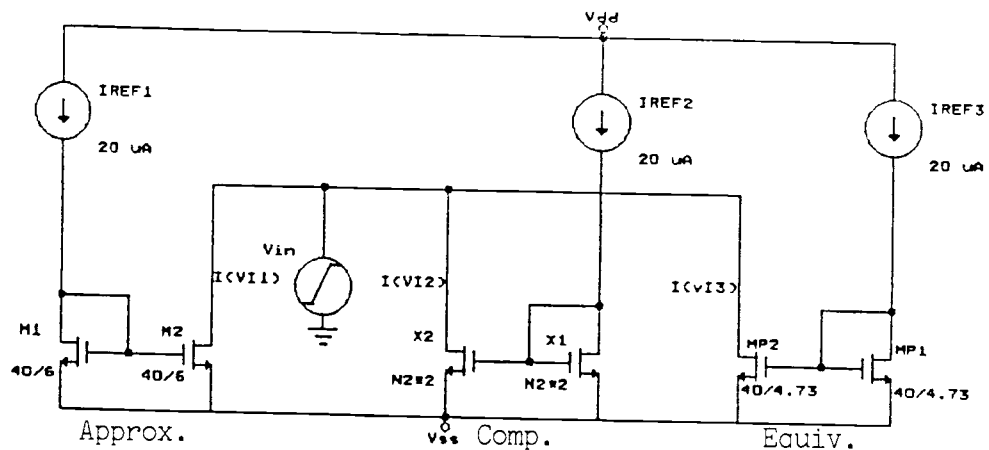 Vdd
IREF1
20 uA
IREF2
20 uA
IREF3
20 uA
Vin
I(VI1)
I(VI2)
I(vI3)
M1
40/6
M2
40/6
X2
N2*2
X1
N2*2
MP2
40/4.73
MP1
40/4.73
Approx.
Vss
Comp.
Equiv.